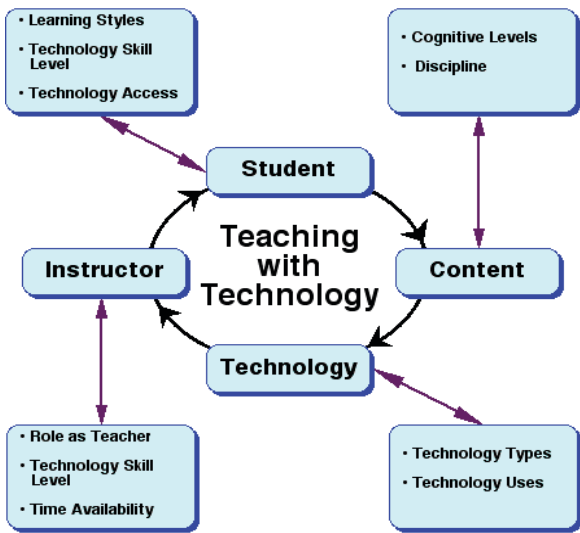 • Learning Styles
• Technology Skill
Level
• Technology Access
• Cognitive Levels
• Discipline
Student
Teaching
with
Technology
Instructor
Content
Technology
• Role as Teacher
• Technology Skill
Level
• Time Availability
• Technology Types
• Technology Uses